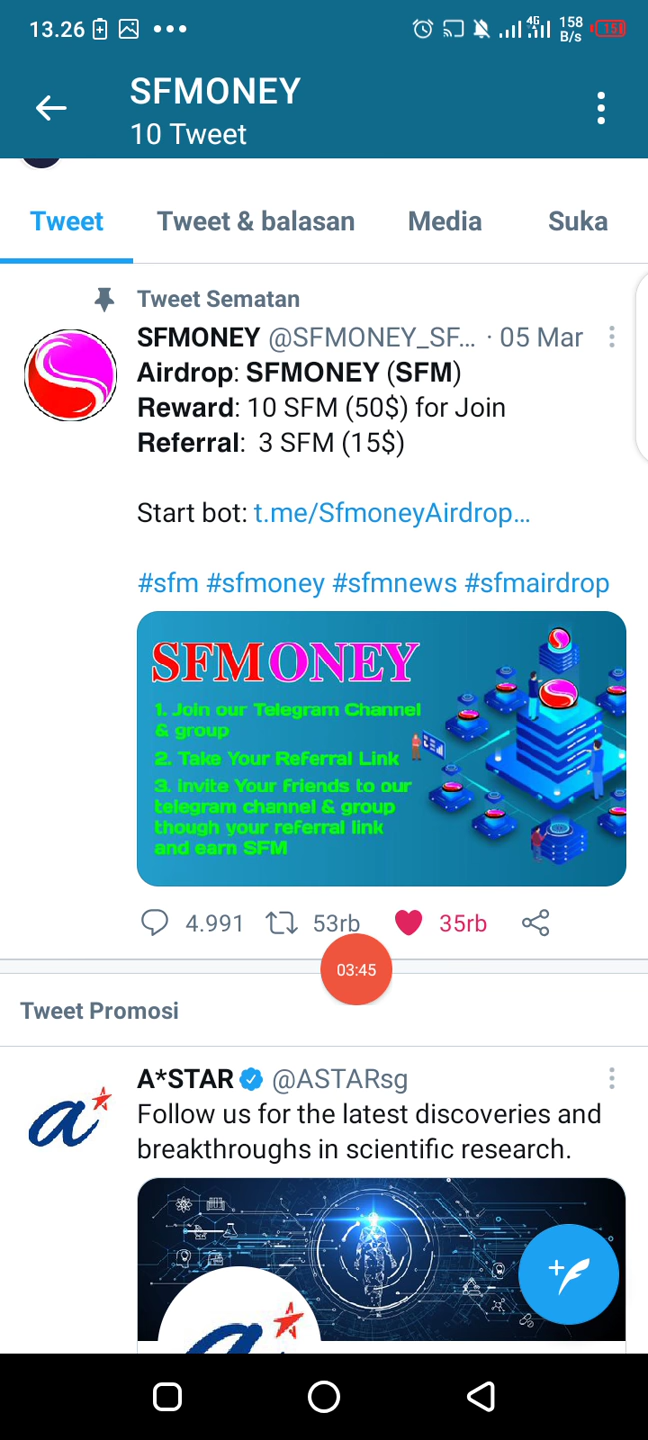 13.26
4G
158
B/s
15
SFMONEY
10 Tweet
Tweet
Tweet & balasan
Media
Suka
Tweet Sematan
SFMONEY @SFMONEY_SF... · 05 Mar
Airdrop: SFMONEY (SFM)
Reward: 10 SFM (50$) for Join
Referral: 3 SFM (15$)
Start bot: t.me/SfmoneyAirdrop...
#sfm #sfmoney #sfmnews #sfmairdrop
SFMONEY
1. Join our Telegram Channel
& group
2. Take Your Referral Link
3. Invite Your friends to our
telegram channel & group
though your referral link
and earn SFM
4.991
53rb
35rb
03:45
Tweet Promosi
A*STAR @ASTARsg
Follow us for the latest discoveries and
breakthroughs in scientific research.